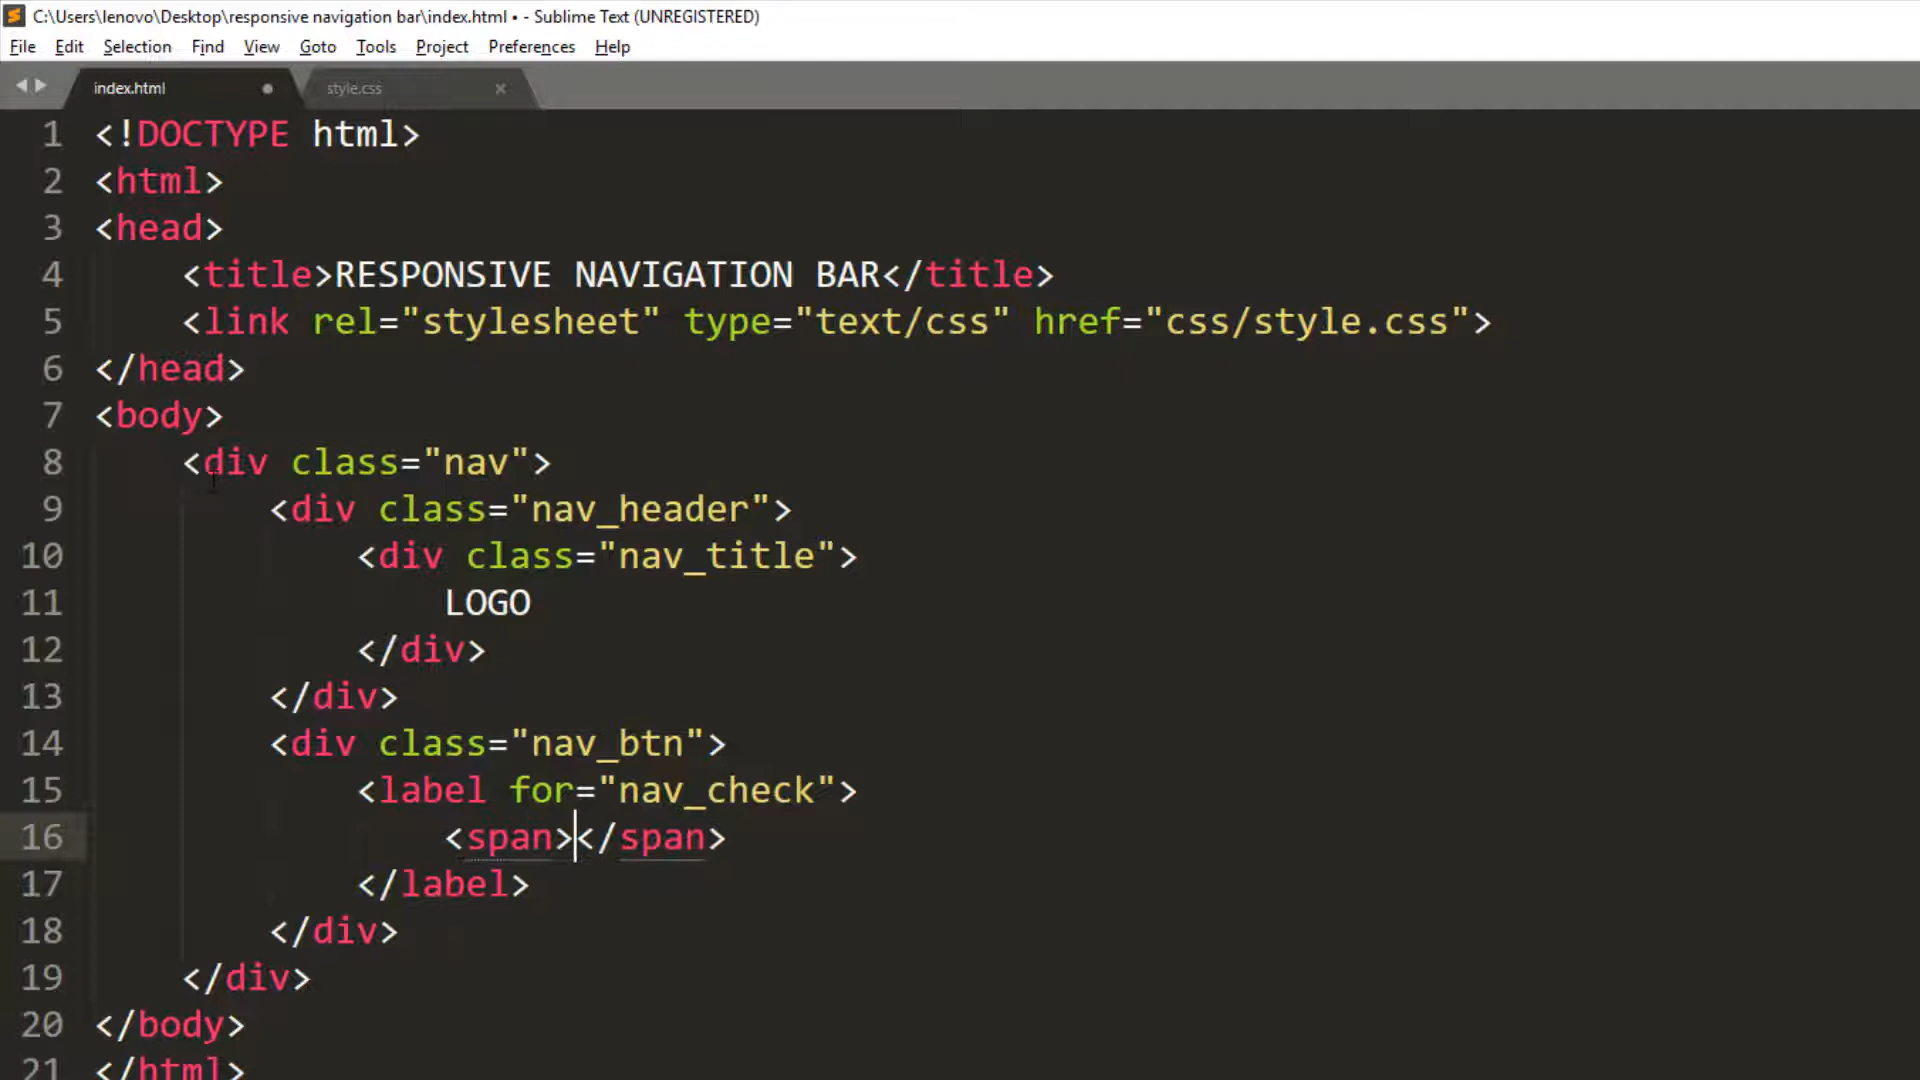 C:\Users\lenovo\Desktop\responsive navigation bar\index.html • - Sublime Text (UNREGISTERED)
File Edit Selection Find View Goto Tools Project Preferences Help
index.html style.css ×
1 <!DOCTYPE html>
2 <html>
3 <head>
4 <title>RESPONSIVE NAVIGATION BAR</title>
5 <link rel="stylesheet" type="text/css" href="css/style.css">
6 </head>
7 <body>
8 <div class="nav">
9 <div class="nav_header">
10 <div class="nav_title">
11 LOGO
12 </div>
13 </div>
14 <div class="nav_btn">
15 <label for="nav_check">
16 <span></span>
17 </label>
18 </div>
19 </div>
20 </body>
21 </html>